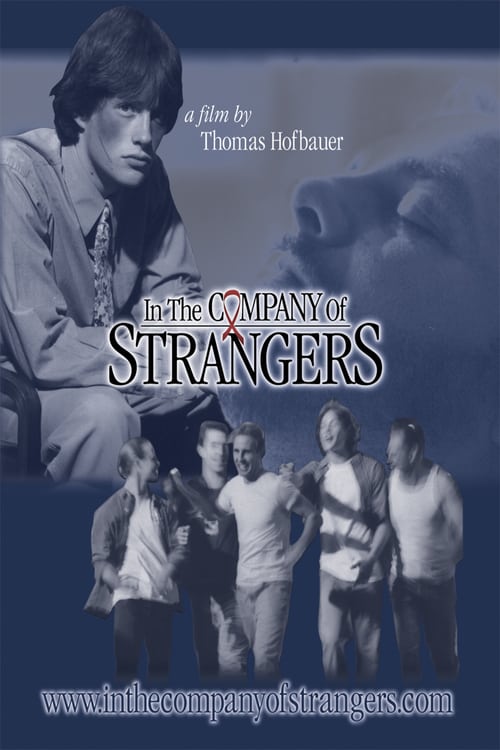 a film by
Thomas Hofbauer
In The COMPANY of
STRANGERS
www.inthecompanyofstrangers.com